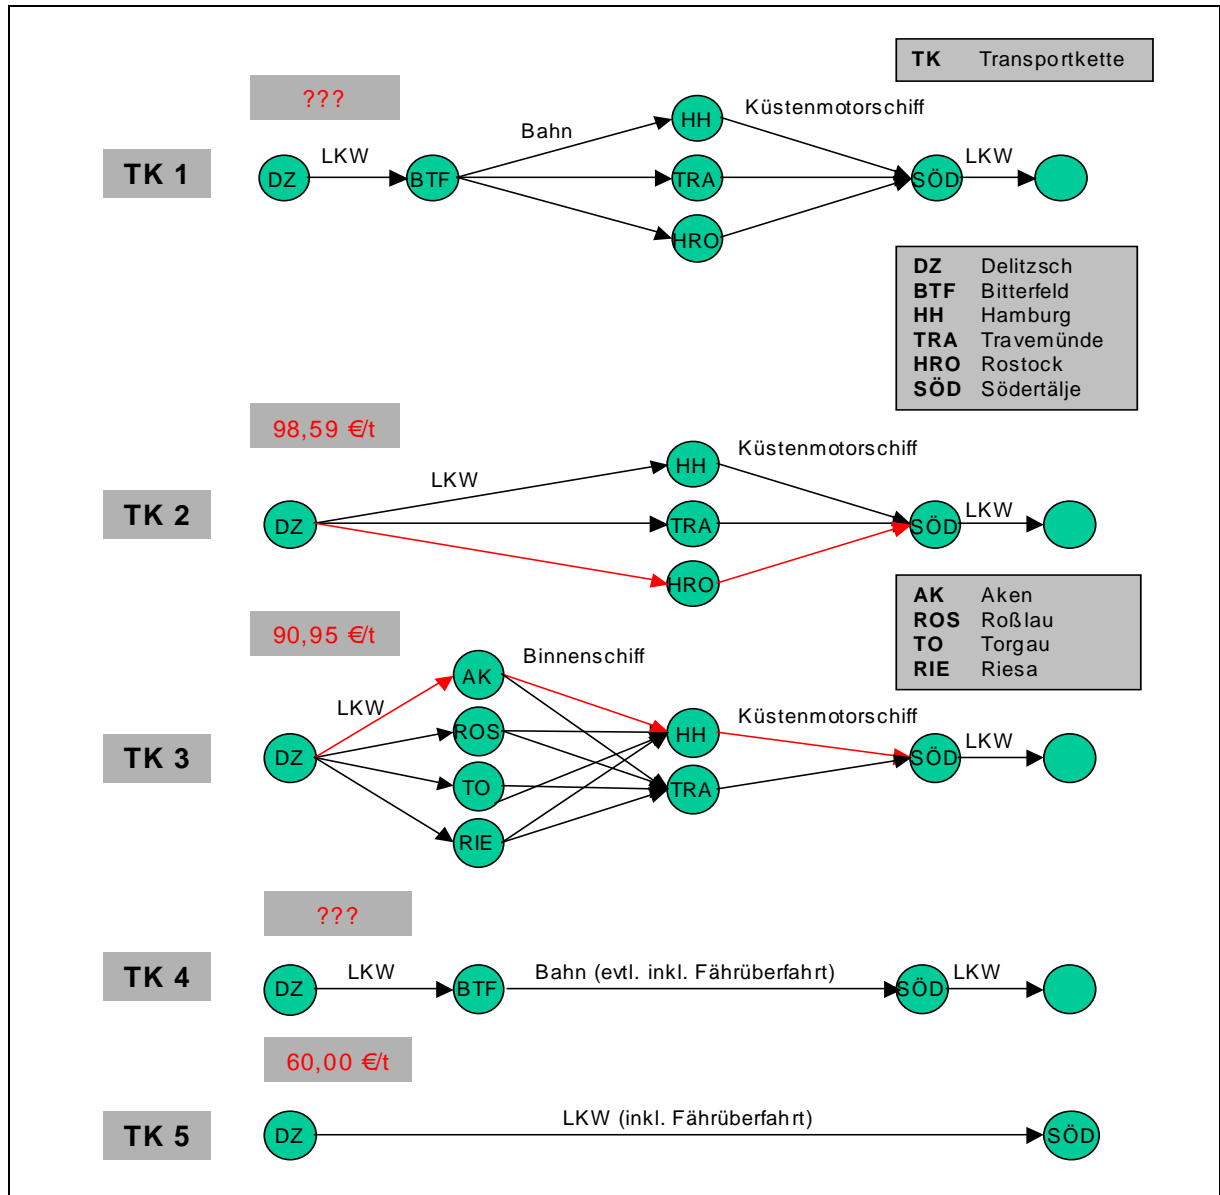 TK Transportkette
???
Küstenmotorschiff
Bahn
HH
LKW
LKW
TK 1
DZ
BTF
TRA
SÖD
HRO
DZ Delitzsch
BTF Bitterfeld
HH Hamburg
TRA Travemünde
HRO Rostock
SÖD Södertälje
98,59 €/t
Küstenmotorschiff
LKW
HH
LKW
TK 2
DZ
TRA
SÖD
HRO
AK Aken
ROS Roßlau
TO Torgau
RIE Riesa
90,95 €/t
Binnenschiff
AK
LKW
Küstenmotorschiff
ROS
HH
LKW
TK 3
DZ
SÖD
TO
TRA
RIE
???
LKW
Bahn (evtl. inkl. Fährüberfahrt)
LKW
TK 4
DZ
BTF
SÖD
60,00 €/t
LKW (inkl. Fährüberfahrt)
TK 5
DZ
SÖD